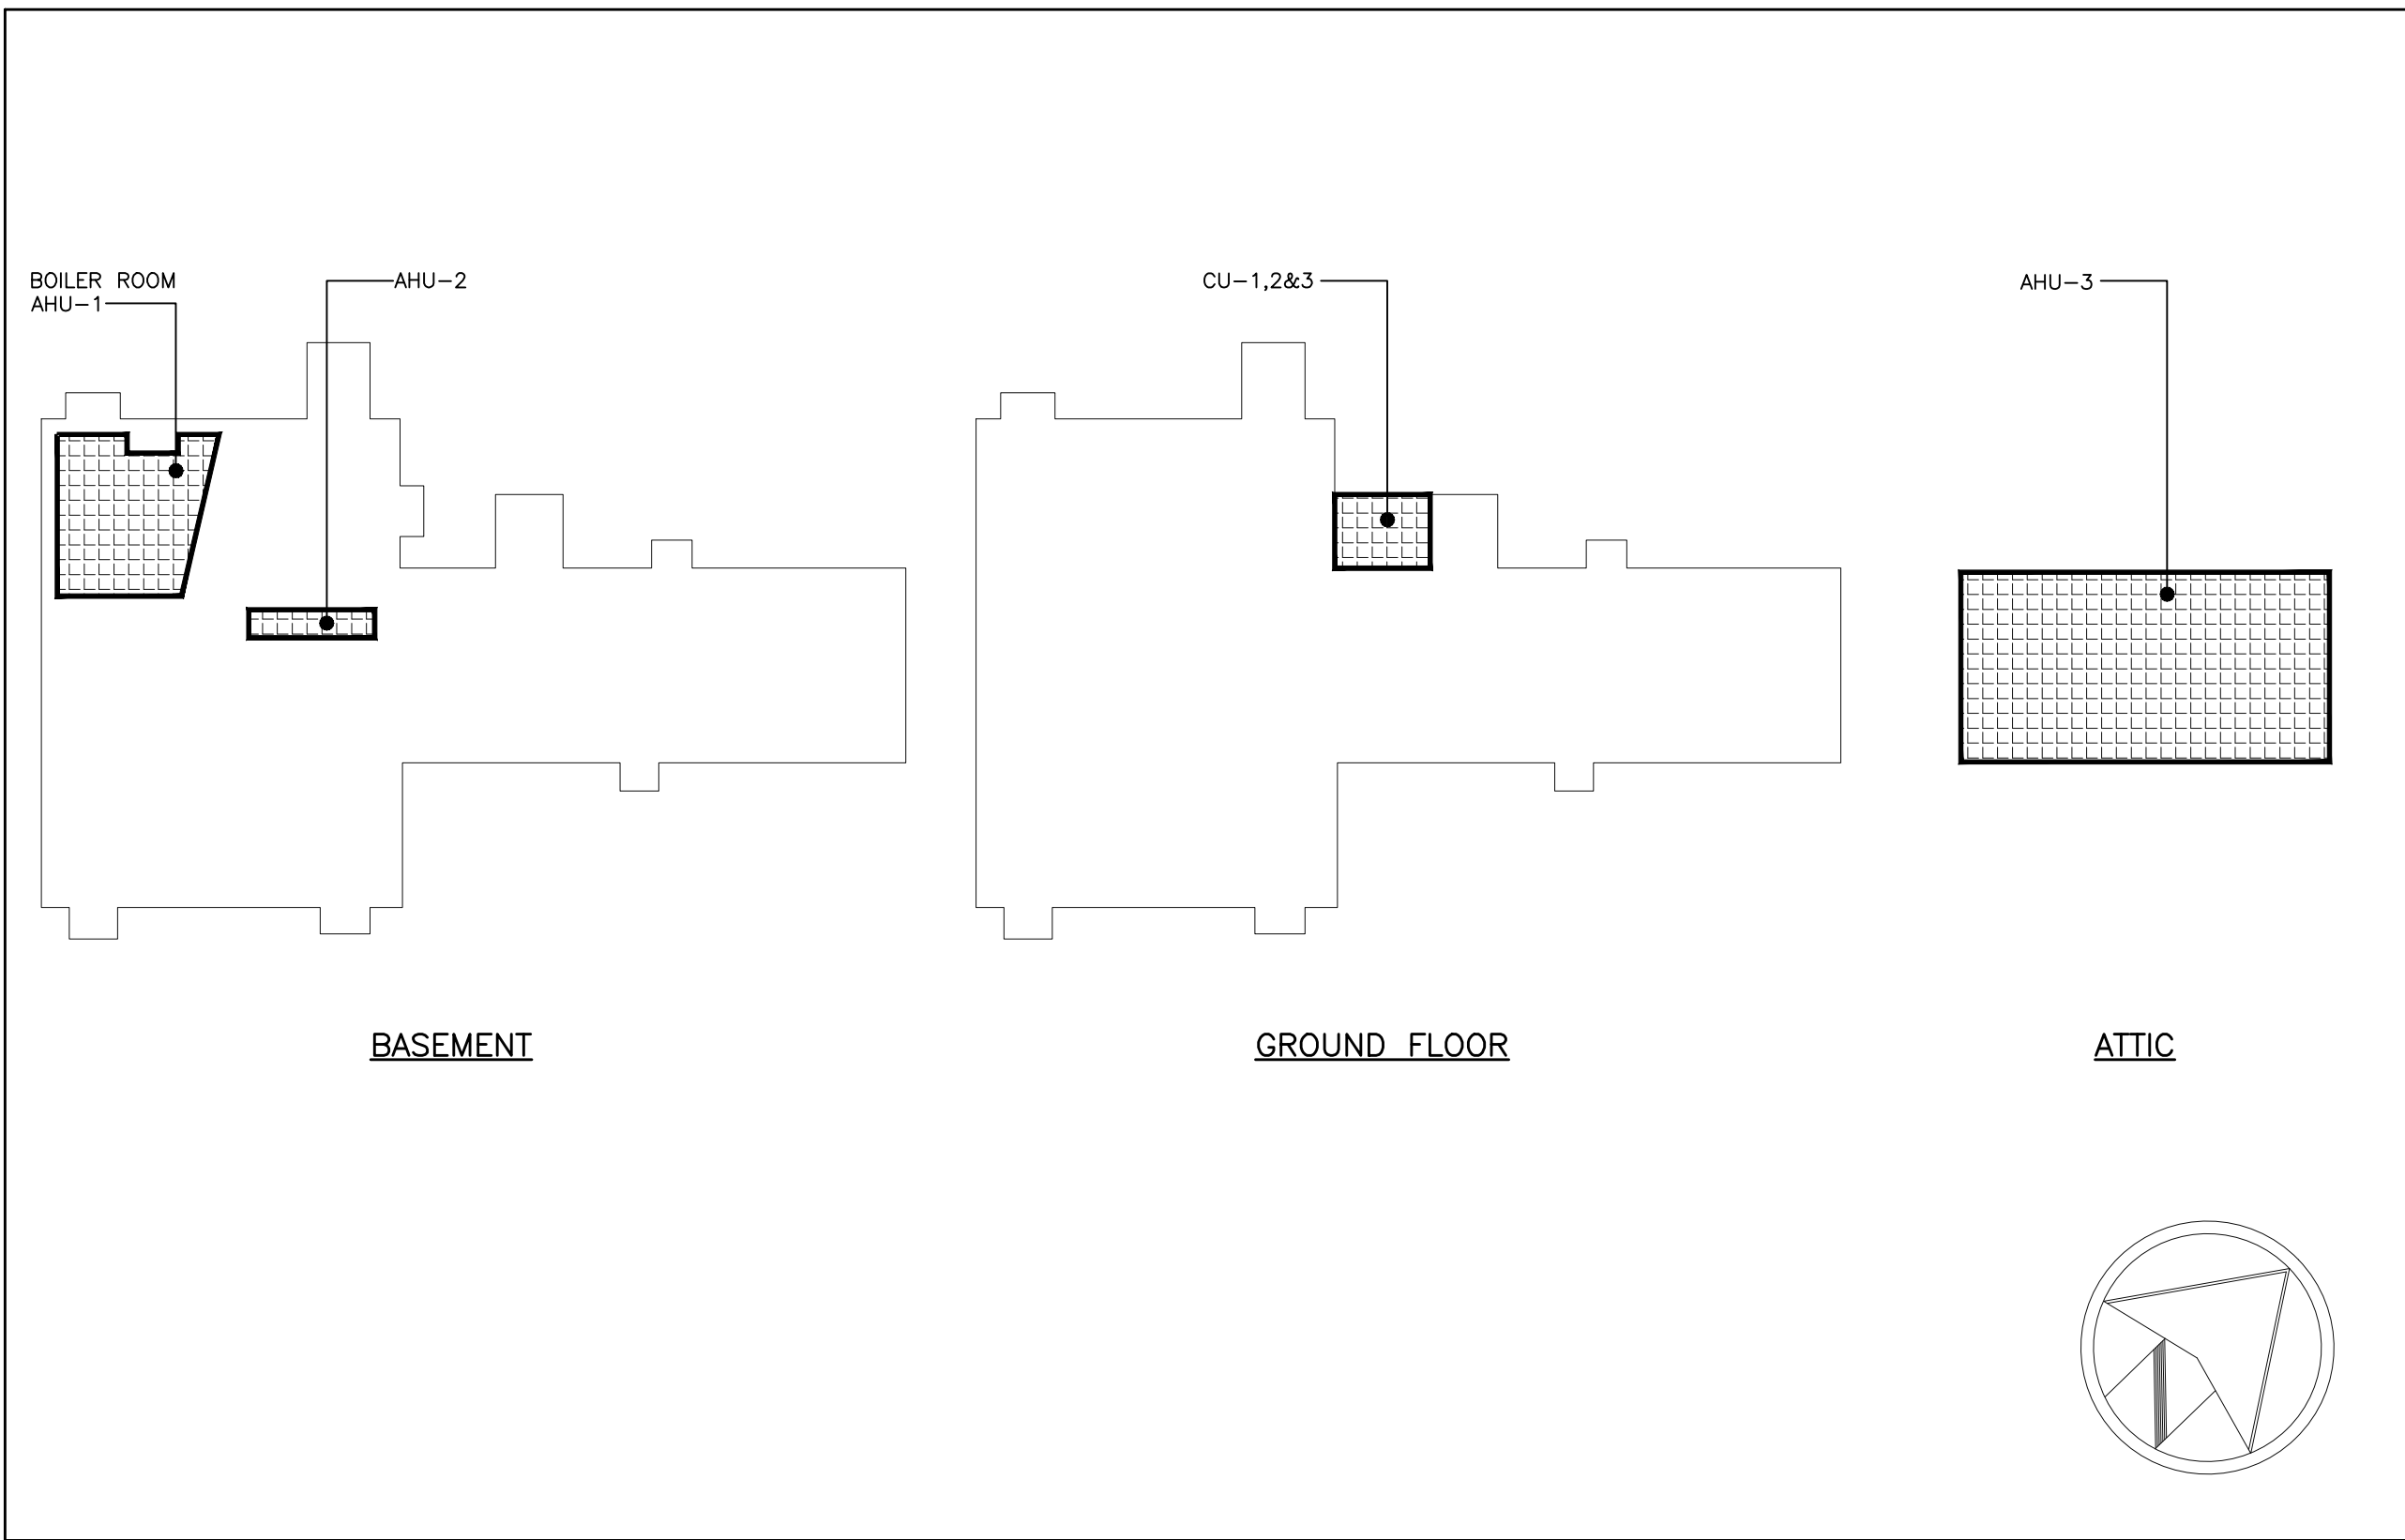 BOILER ROOM
AHU-1
AHU-2
CU-1,2&3
AHU-3
BASEMENT
GROUND FLOOR
ATTIC